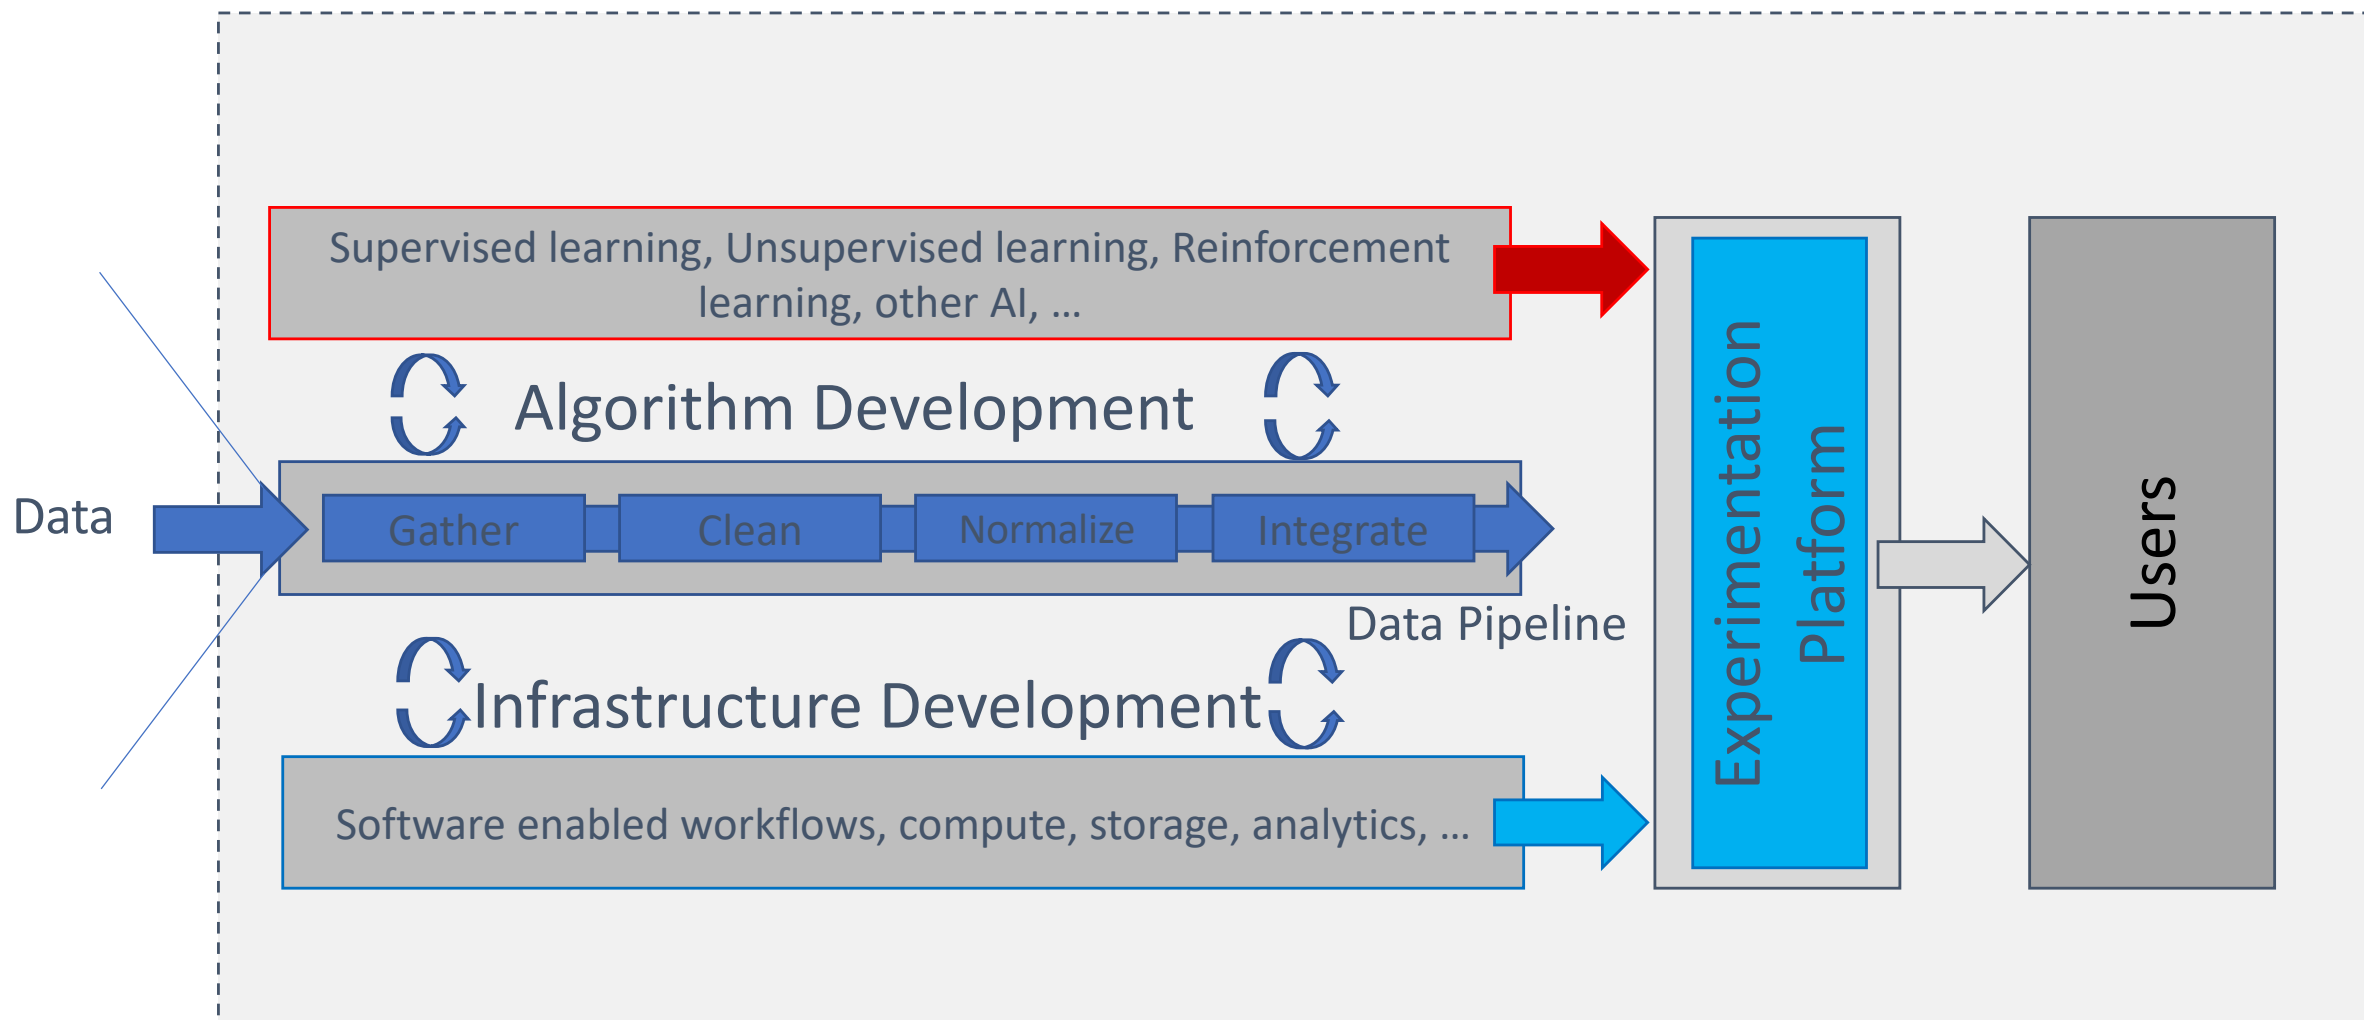 Supervised learning, Unsupervised learning, Reinforcement
learning, other AI, ...
Algorithm Development
Data
Gather
Clean
Normalize
Integrate
Data Pipeline
Infrastructure Development
Software enabled workflows, compute, storage, analytics, ...
Experimentation
Platform
Users